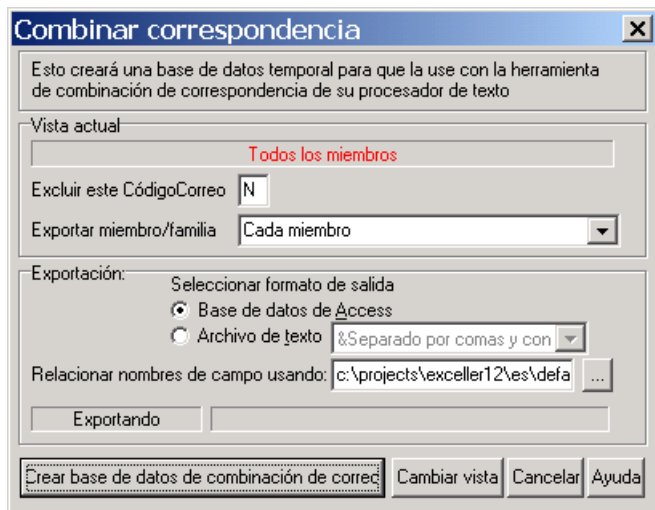 Combinar correspondencia
Esto creará una base de datos temporal para que la use con la herramienta
de combinación de correspondencia de su procesador de texto
Vista actual
Todos los miembros
Excluir este CódigoCorreo N
Exportar miembro/familia Cada miembro
Exportación:
Seleccionar formato de salida
Base de datos de Access
Archivo de texto &Separado por comas y con
Relacionar nombres de campo usando: c:\projects\exceller12\es\defa ...
Exportando
Crear base de datos de combinación de correc Cambiar vista Cancelar Ayuda